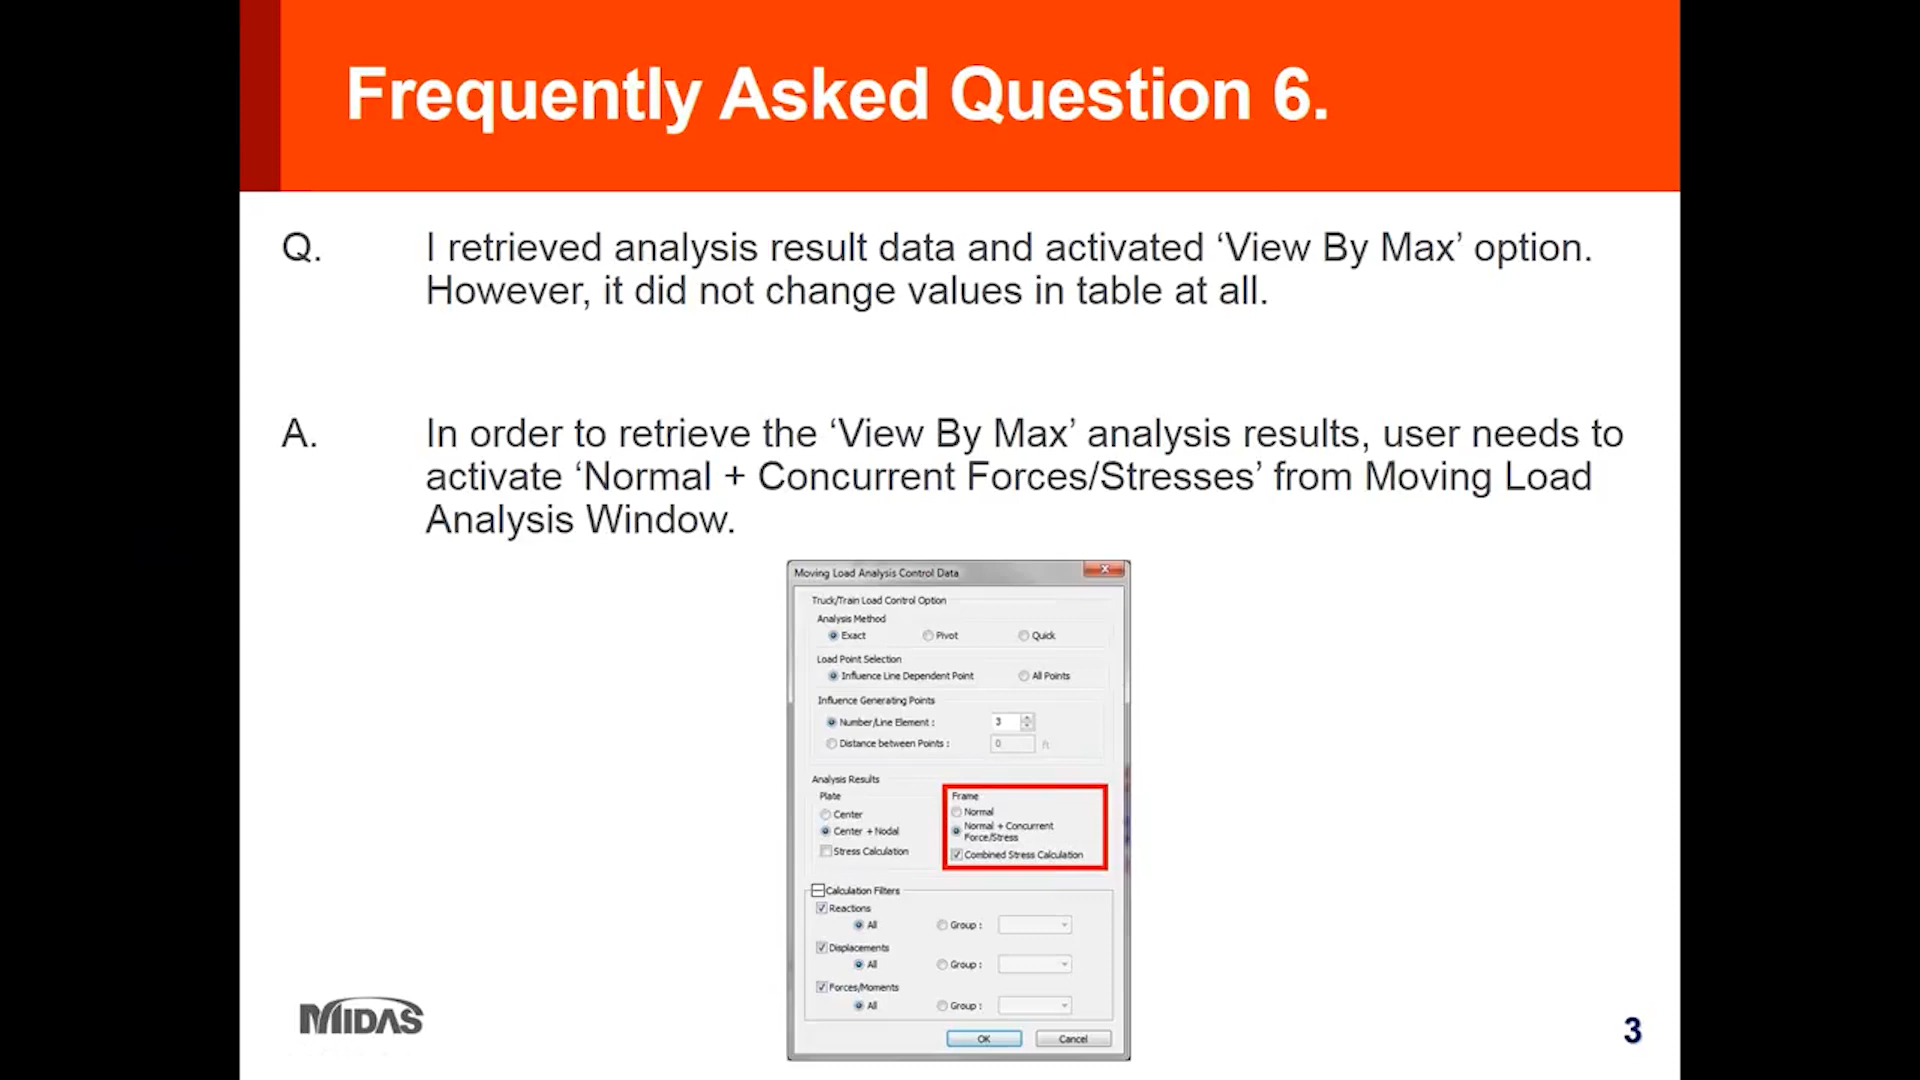 Frequently Asked Question 6.
Q. I retrieved analysis result data and activated ‘View By Max’ option.
However, it did not change values in table at all.
A. In order to retrieve the ‘View By Max’ analysis results, user needs to
activate ‘Normal + Concurrent Forces/Stresses’ from Moving Load
Analysis Window.
Moving Load Analysis Control Data
Truck/Train Load Control Option
Analysis Method
Exact Pivot Quick
Load Point Selection
Influence Line Dependent Point All Points
Influence Generating Points
Number/Line Element : 3
Distance between Points : 0 ft
Analysis Results
Plate
Center
Center + Nodal
Stress Calculation
Frame
Normal
Normal + Concurrent
Force/Stress
Combined Stress Calculation
Calculation Filters
Reactions
All Group :
Displacements
All Group :
Forces/Moments
All Group :
OK Cancel
MIDAS
3